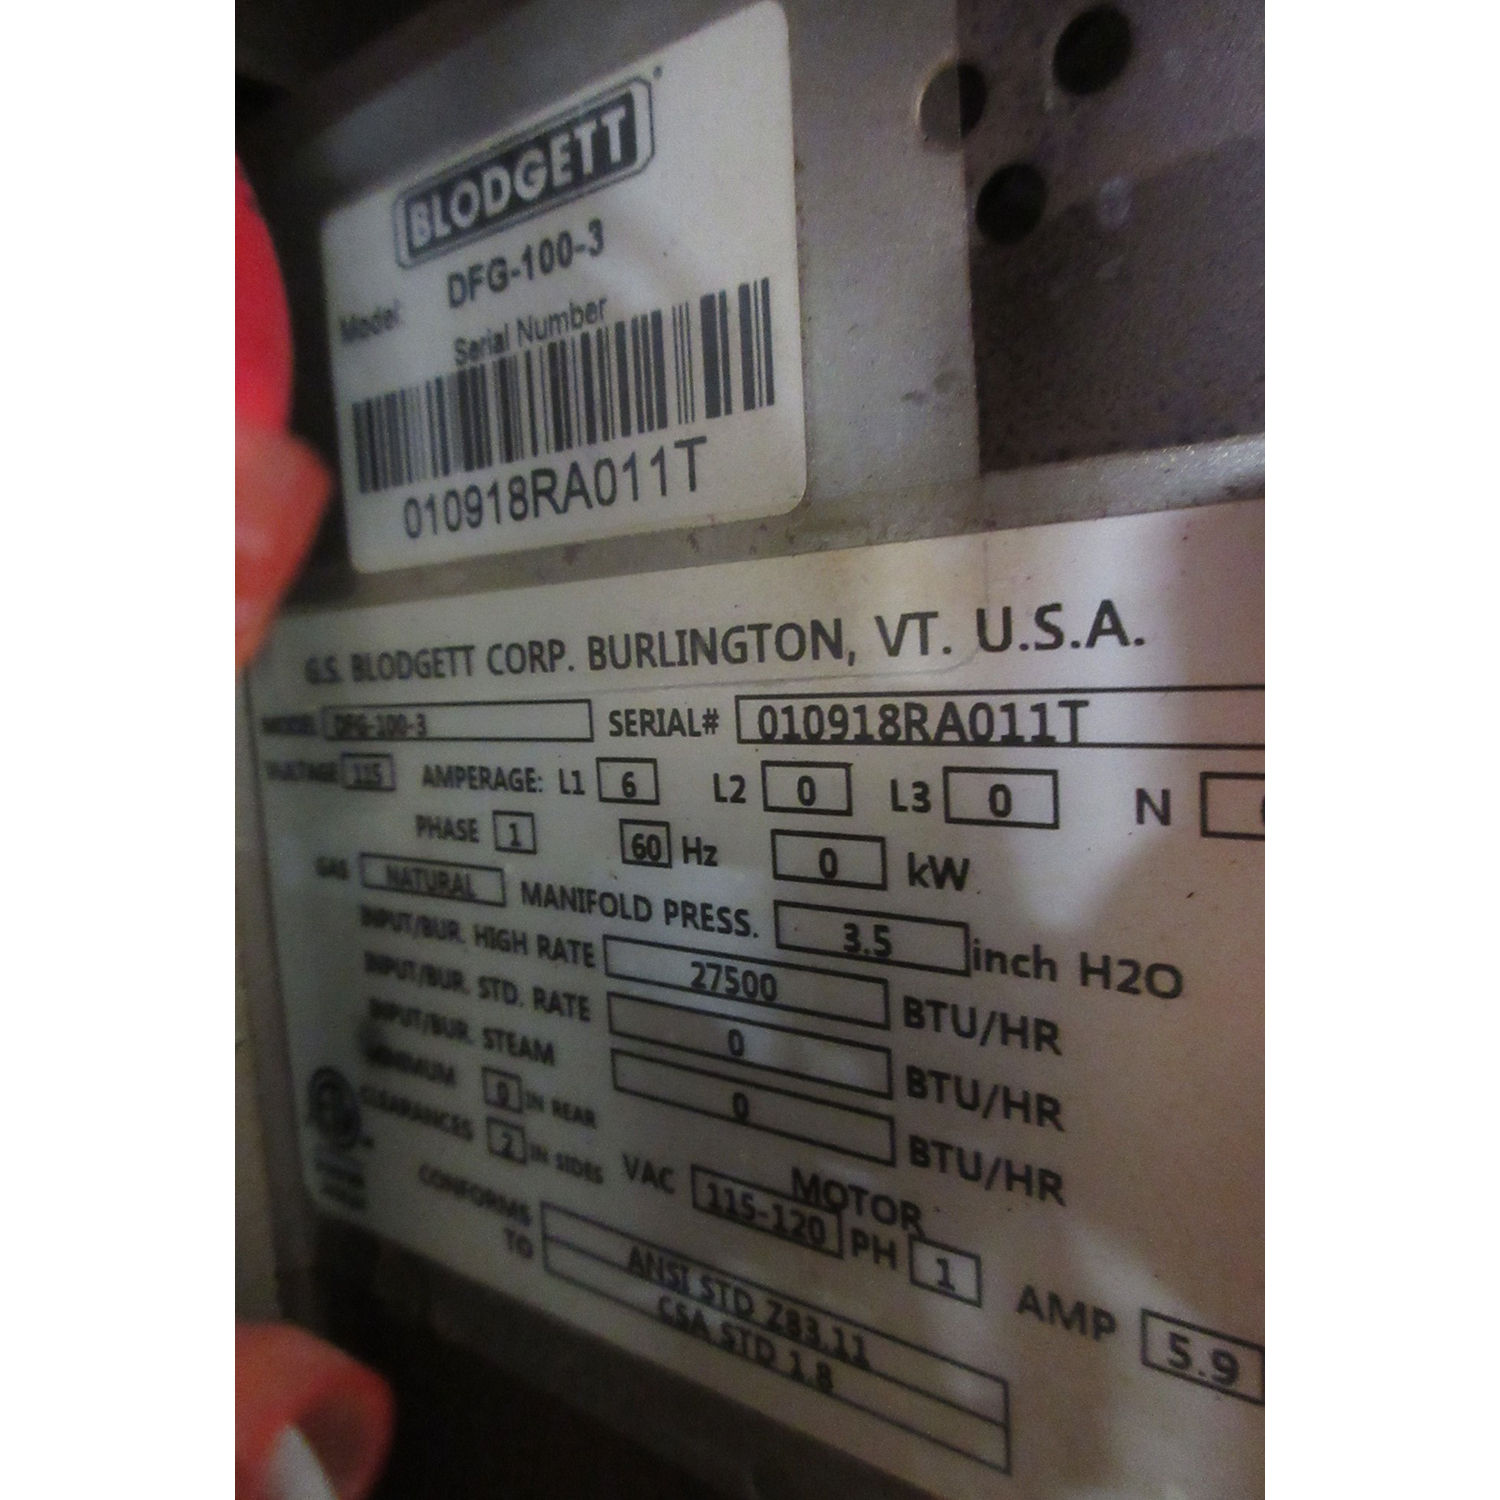 BLODGETT
Model: DFG-100-3
Serial Number
010918RA011T
G.S. BLODGETT CORP. BURLINGTON, VT. U.S.A.
MODEL DFG-100-3 SERIAL# 010918RA011T
VOLTAGE 115 AMPERAGE: L1 6 L2 0 L3 0 N
PHASE 1 60 Hz 0 kW
GAS NATURAL MANIFOLD PRESS. 3.5 inch H2O
INPUT/BUR. HIGH RATE 27500 BTU/HR
INPUT/BUR. STD. RATE 0 BTU/HR
INPUT/BUR. STEAM 0 BTU/HR
MINIMUM 0 IN REAR
CLEARANCES 2 IN SIDES
MOTOR
VAC 115-120 PH 1 AMP 5.9
CONFORMS TO ANSI STD Z83.11
CSA STD 1.8